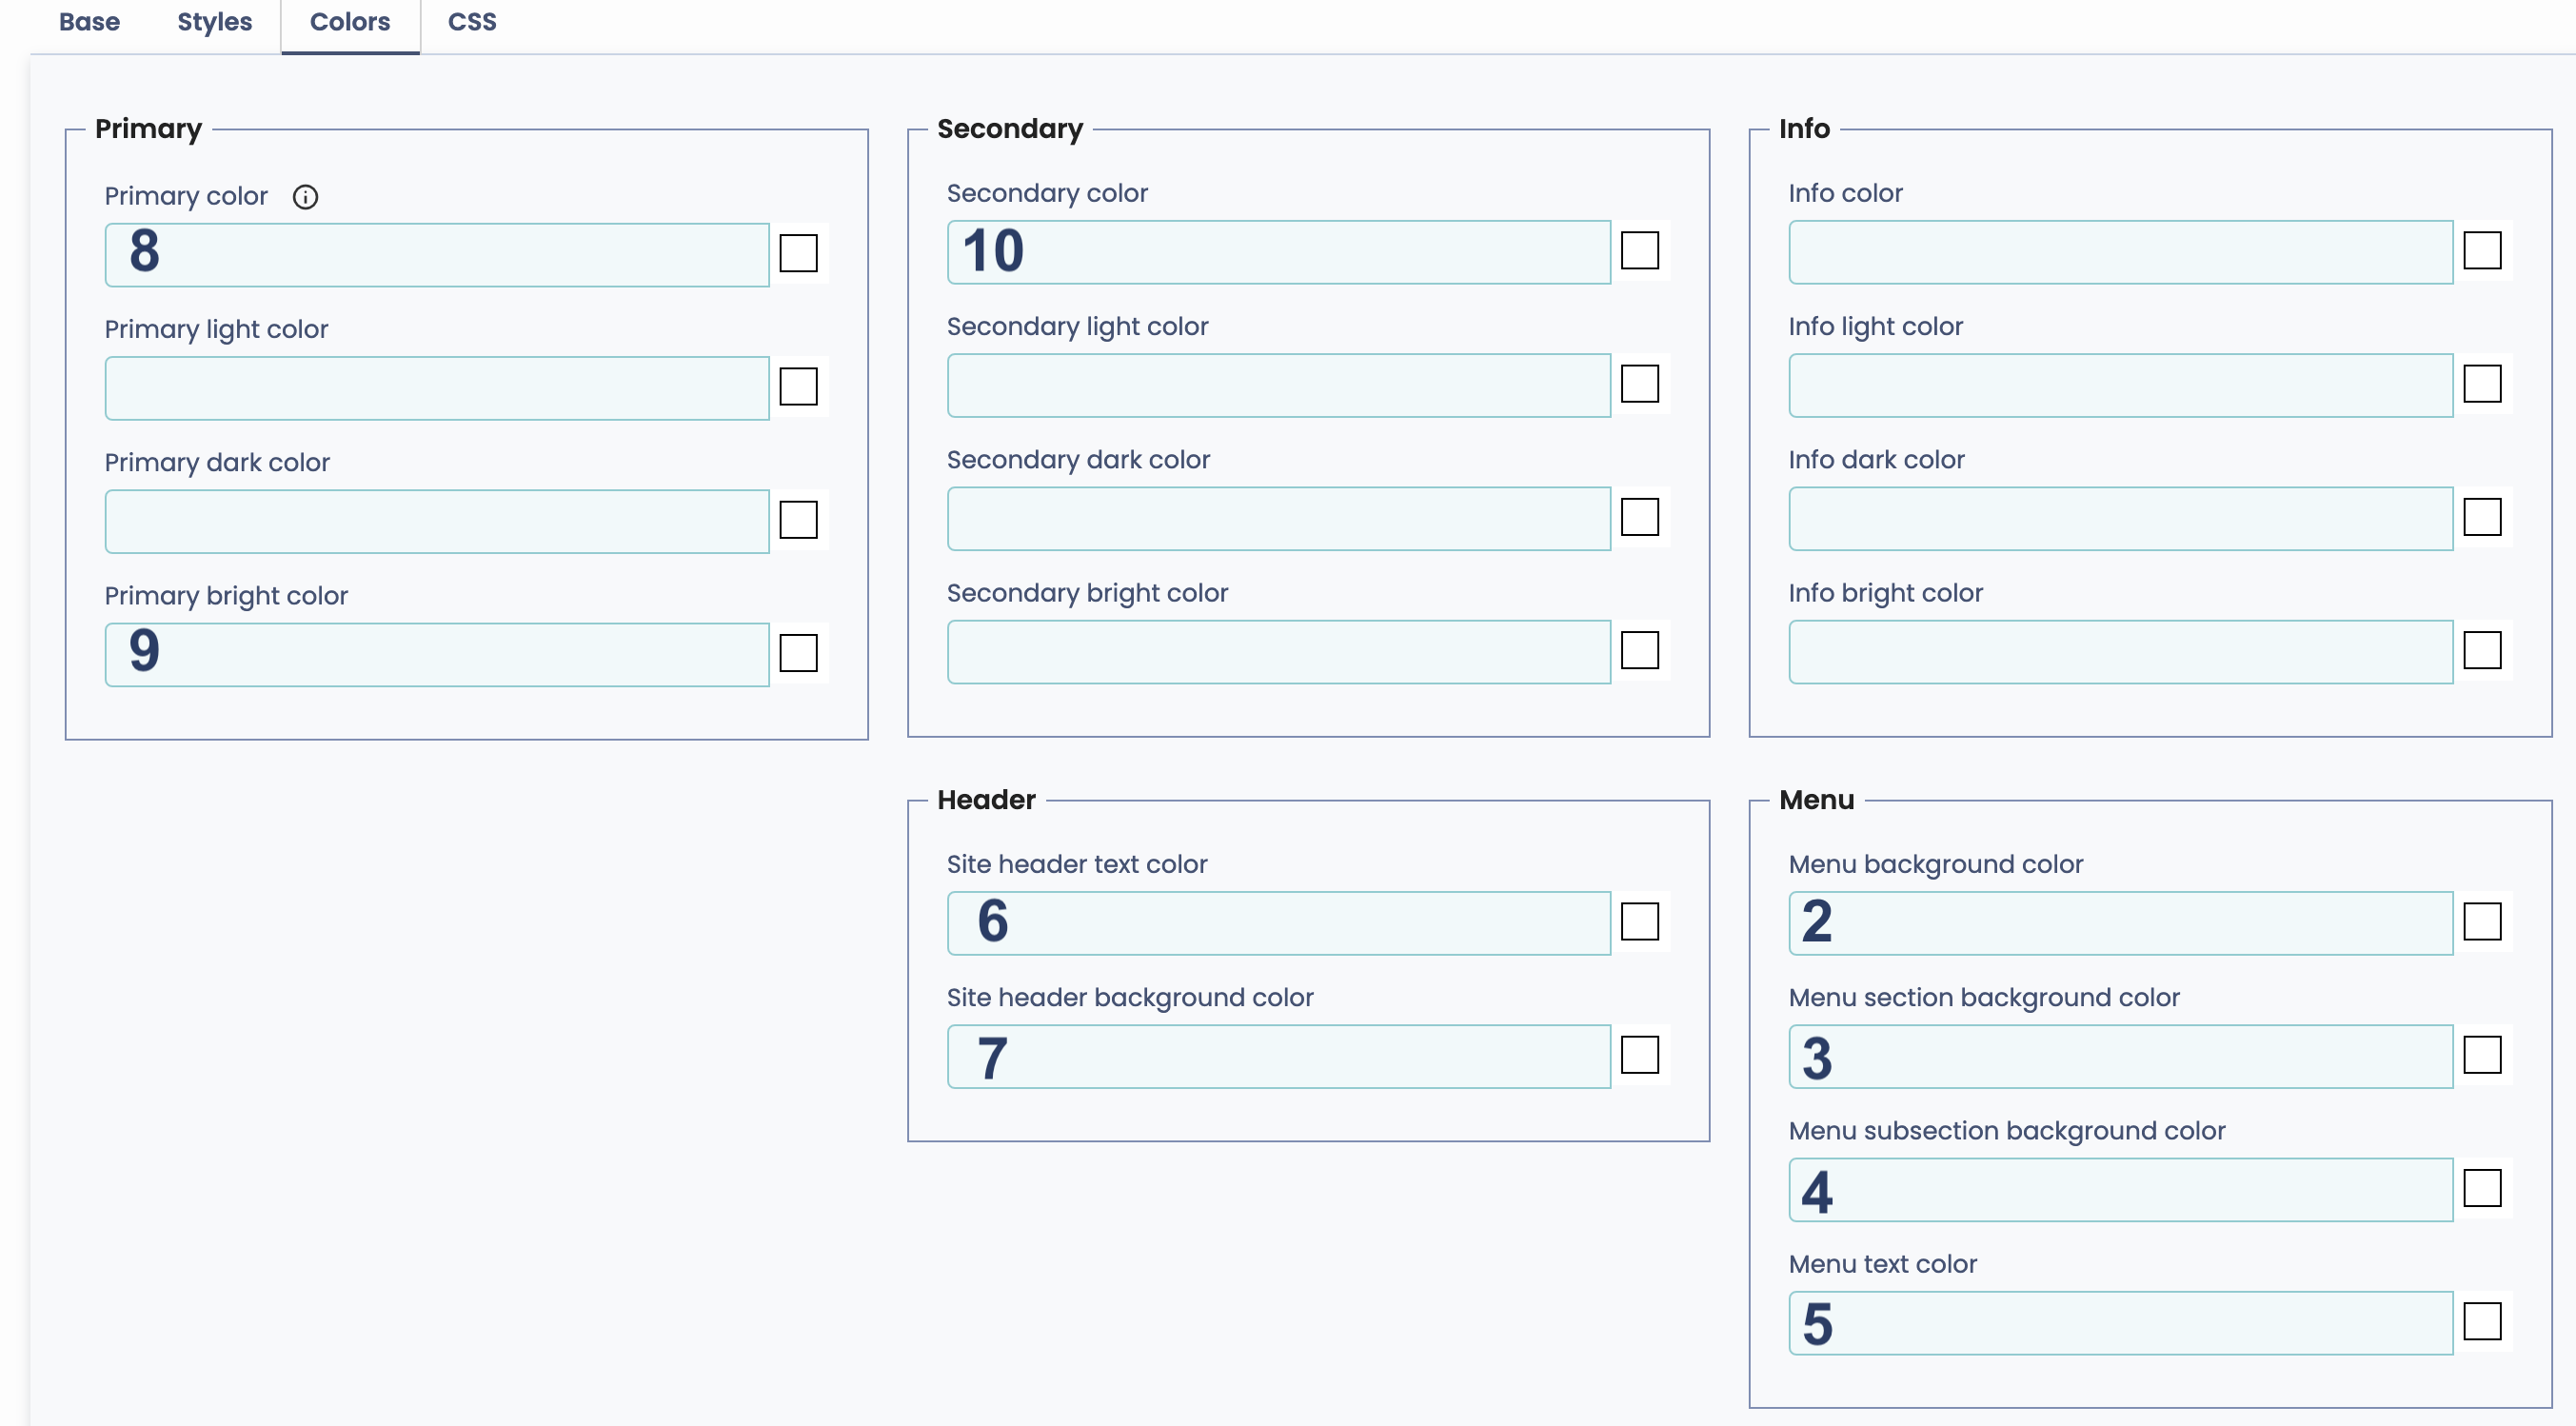 Base Styles Colors CSS
Primary
Primary color
8
Primary light color
Primary dark color
Primary bright color
9
Secondary
Secondary color
10
Secondary light color
Secondary dark color
Secondary bright color
Info
Info color
Info light color
Info dark color
Info bright color
Header
Site header text color
6
Site header background color
7
Menu
Menu background color
2
Menu section background color
3
Menu subsection background color
4
Menu text color
5